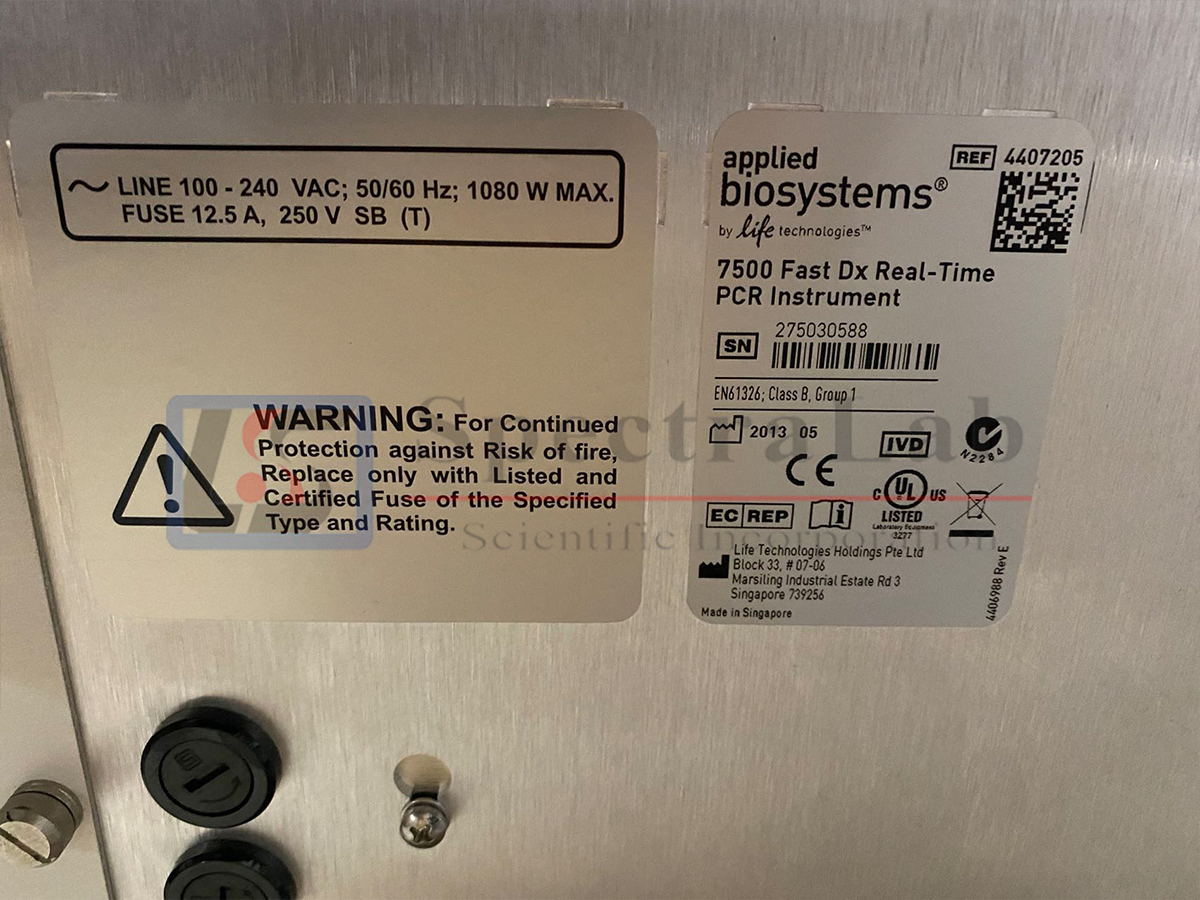 ~ LINE 100 - 240 VAC; 50/60 Hz; 1080 W MAX.
FUSE 12.5 A, 250 V SB (T)
WARNING: For Continued
Protection against Risk of fire,
Replace only with Listed and
Certified Fuse of the Specified
Type and Rating.
applied
biosystems®
by life technologies™
REF 4407205
7500 Fast Dx Real-Time
PCR Instrument
SN 275030588
EN61326; Class B, Group 1
2013 05
IVD
N2284
CE
C UL US
LISTED
Laboratory Equipment
3277
EC REP
i
Life Technologies Holdings Pte Ltd
Block 33, # 07-06
Marsiling Industrial Estate Rd 3
Singapore 739256
Made in Singapore
4406988 Rev E
SpectraLab
Scientific Incorporation